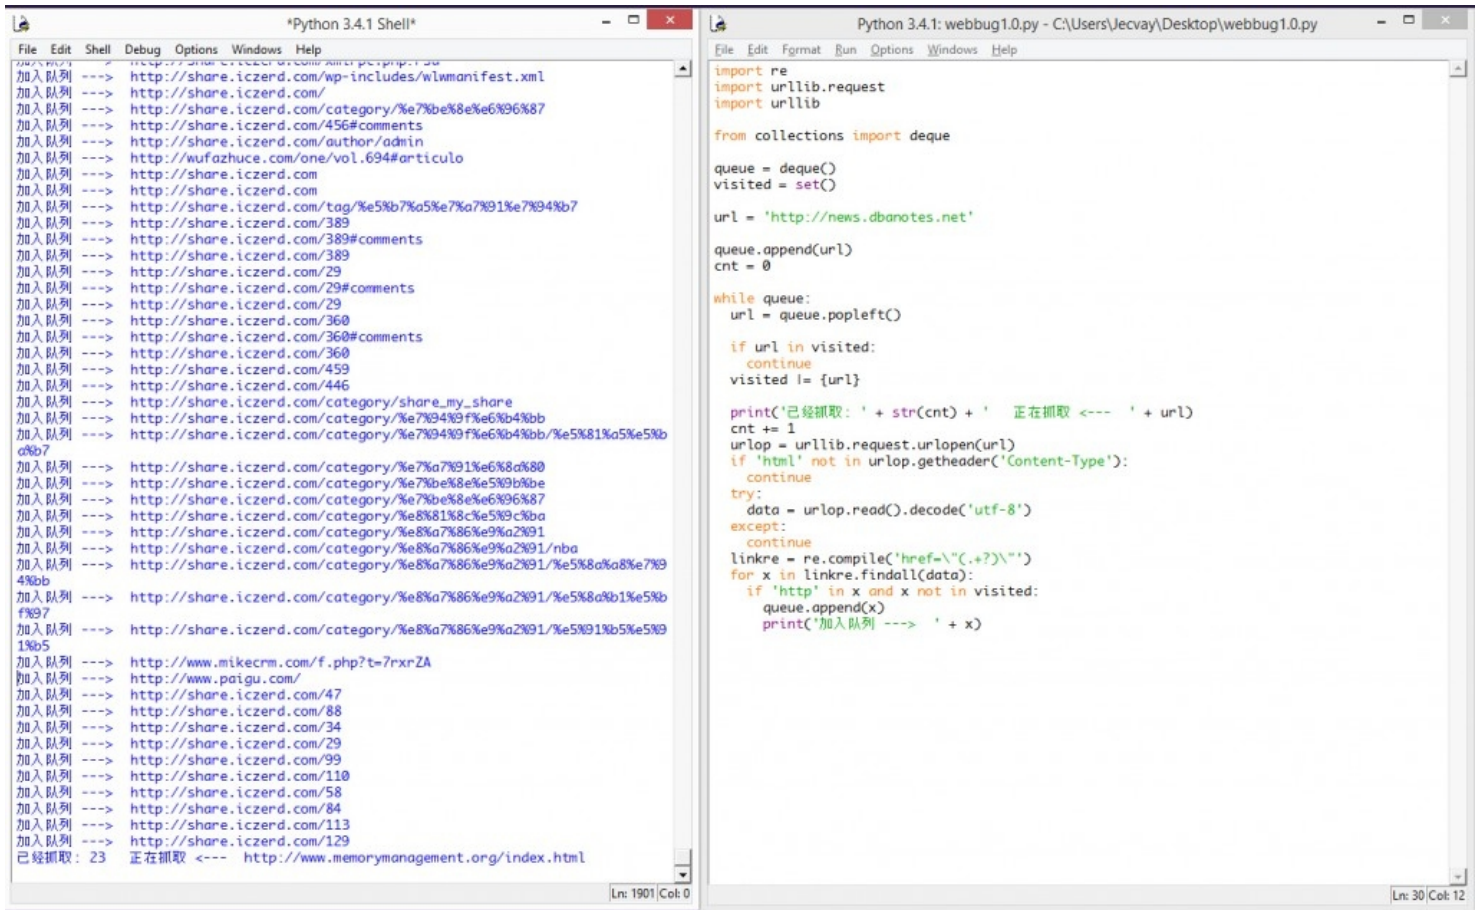 *Python 3.4.1 Shell*
File Edit Shell Debug Options Windows Help
加入队列 ---> http://share.iczerd.com/xmlrpc.php?rsd
加入队列 ---> http://share.iczerd.com/wp-includes/wlwmanifest.xml
加入队列 ---> http://share.iczerd.com/
加入队列 ---> http://share.iczerd.com/category/%e7%be%8e%e6%96%87
加入队列 ---> http://share.iczerd.com/456#comments
加入队列 ---> http://share.iczerd.com/author/admin
加入队列 ---> http://wufazhuce.com/one/vol.694#articulo
加入队列 ---> http://share.iczerd.com
加入队列 ---> http://share.iczerd.com
加入队列 ---> http://share.iczerd.com/tag/%e5%b7%a5%e7%a7%91%e7%94%b7
加入队列 ---> http://share.iczerd.com/389
加入队列 ---> http://share.iczerd.com/389#comments
加入队列 ---> http://share.iczerd.com/389
加入队列 ---> http://share.iczerd.com/29
加入队列 ---> http://share.iczerd.com/29#comments
加入队列 ---> http://share.iczerd.com/29
加入队列 ---> http://share.iczerd.com/360
加入队列 ---> http://share.iczerd.com/360#comments
加入队列 ---> http://share.iczerd.com/360
加入队列 ---> http://share.iczerd.com/459
加入队列 ---> http://share.iczerd.com/446
加入队列 ---> http://share.iczerd.com/category/share_my_share
加入队列 ---> http://share.iczerd.com/category/%e7%94%9f%e6%b4%bb
加入队列 ---> http://share.iczerd.com/category/%e7%94%9f%e6%b4%bb/%e5%81%a5%e5%b
a%b7
加入队列 ---> http://share.iczerd.com/category/%e7%a7%91%e6%8a%80
加入队列 ---> http://share.iczerd.com/category/%e7%be%8e%e5%9b%be
加入队列 ---> http://share.iczerd.com/category/%e7%be%8e%e6%96%87
加入队列 ---> http://share.iczerd.com/category/%e8%81%8c%e5%9c%ba
加入队列 ---> http://share.iczerd.com/category/%e8%a7%86%e9%a2%91
加入队列 ---> http://share.iczerd.com/category/%e8%a7%86%e9%a2%91/nba
加入队列 ---> http://share.iczerd.com/category/%e8%a7%86%e9%a2%91/%e5%8a%a8%e7%9
4%bb
加入队列 ---> http://share.iczerd.com/category/%e8%a7%86%e9%a2%91/%e5%8a%b1%e5%b
f%97
加入队列 ---> http://share.iczerd.com/category/%e8%a7%86%e9%a2%91/%e5%91%b5%e5%9
1%b5
加入队列 ---> http://www.mikecrm.com/f.php?t=7rxrZA
加入队列 ---> http://www.paigu.com/
加入队列 ---> http://share.iczerd.com/47
加入队列 ---> http://share.iczerd.com/88
加入队列 ---> http://share.iczerd.com/34
加入队列 ---> http://share.iczerd.com/29
加入队列 ---> http://share.iczerd.com/99
加入队列 ---> http://share.iczerd.com/110
加入队列 ---> http://share.iczerd.com/58
加入队列 ---> http://share.iczerd.com/84
加入队列 ---> http://share.iczerd.com/113
加入队列 ---> http://share.iczerd.com/129
已经抓取: 23 正在抓取 <--- http://www.memorymanagement.org/index.html
Ln: 1901 Col: 0
Python 3.4.1: webbug1.0.py - C:\Users\Jecvay\Desktop\webbug1.0.py
File Edit Format Run Options Windows Help
import re
import urllib.request
import urllib
from collections import deque
queue = deque()
visited = set()
url = 'http://news.dbanotes.net'
queue.append(url)
cnt = 0
while queue:
  url = queue.popleft()
  if url in visited:
    continue
  visited |= {url}
  print('已经抓取: ' + str(cnt) + '   正在抓取 <---  ' + url)
  cnt += 1
  urlop = urllib.request.urlopen(url)
  if 'html' not in urlop.getheader('Content-Type'):
    continue
  try:
    data = urlop.read().decode('utf-8')
  except:
    continue
  linkre = re.compile('href=\"(.+?)\"')
  for x in linkre.findall(data):
    if 'http' in x and x not in visited:
      queue.append(x)
      print('加入队列 --->  ' + x)
Ln: 30 Col: 12